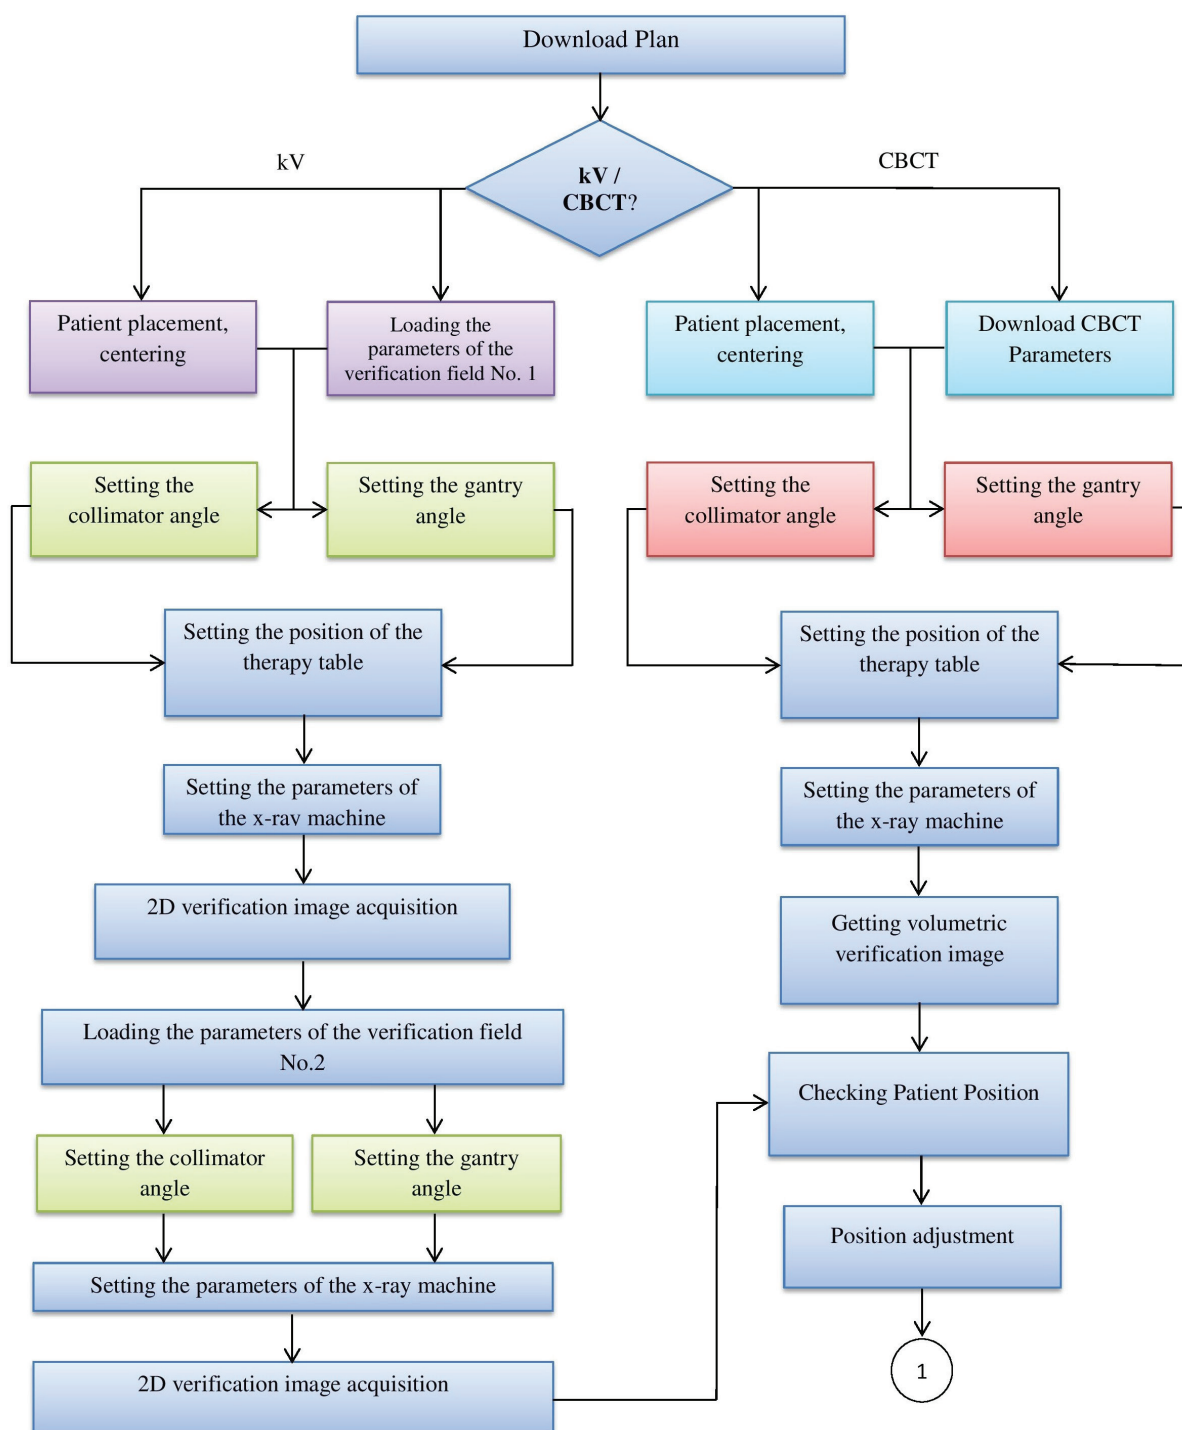 Download Plan
kV
CBCT
kV /
CBCT?
Patient placement,
centering
Loading the
parameters of the
verification field No. 1
Patient placement,
centering
Download CBCT
Parameters
Setting the
collimator angle
Setting the gantry
angle
Setting the
collimator angle
Setting the gantry
angle
Setting the position of the
therapy table
Setting the position of the
therapy table
Setting the parameters of
the x-ray machine
Setting the parameters of
the x-ray machine
2D verification image acquisition
Getting volumetric
verification image
Loading the parameters of the verification field
No.2
Checking Patient Position
Setting the collimator
angle
Setting the gantry
angle
Position adjustment
Setting the parameters of the x-ray machine
2D verification image acquisition
1